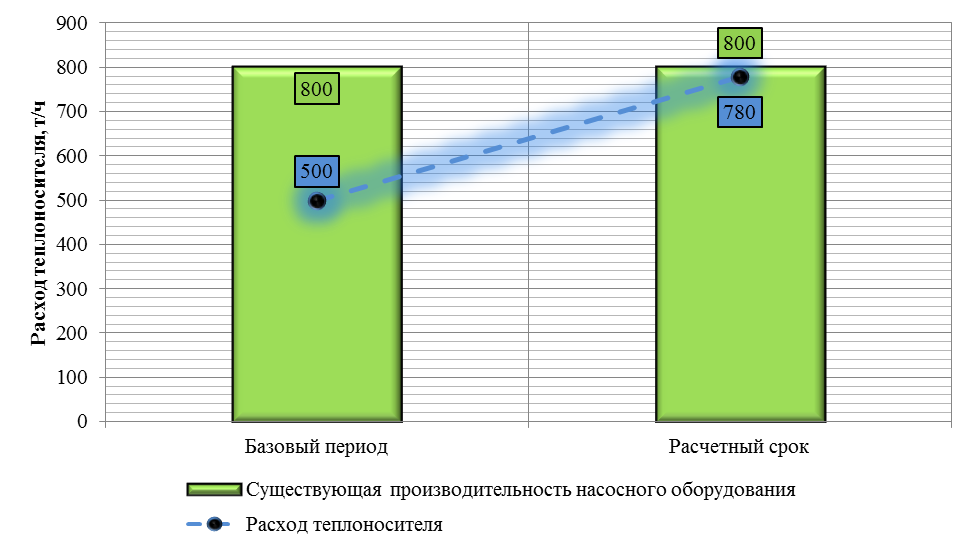 900
800
700
600
500
400
300
200
100
0
Расход теплоносителя, т/ч
800
500
800
780
Базовый период
Расчетный срок
Существующая производительность насосного оборудования
Расход теплоносителя